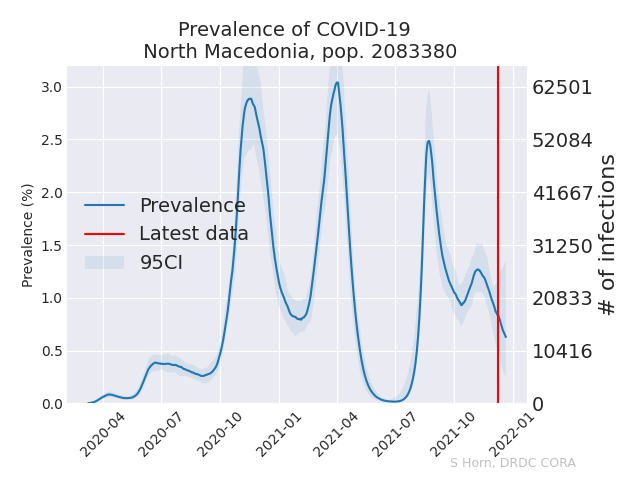 Prevalence of COVID-19
North Macedonia, pop. 2083380
Prevalence (%)
3.0
2.5
2.0
1.5
1.0
0.5
0.0
Prevalence
Latest data
95CI
62501
52084
41667
31250
20833
10416
0
# of infections
2020-04
2020-07
2020-10
2021-01
2021-04
2021-07
2021-10
2022-01
S Horn, DRDC CORA